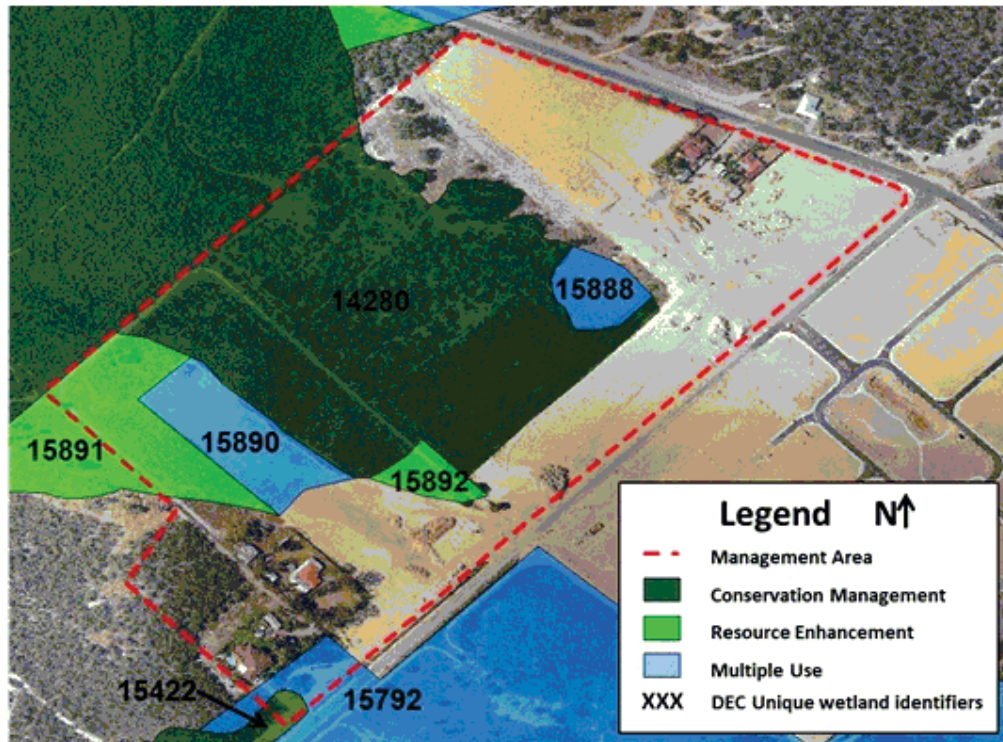 14280
15888
15890
15891
15892
15422
15792
Legend N↑
Management Area
Conservation Management
Resource Enhancement
Multiple Use
XXX DEC Unique wetland identifiers